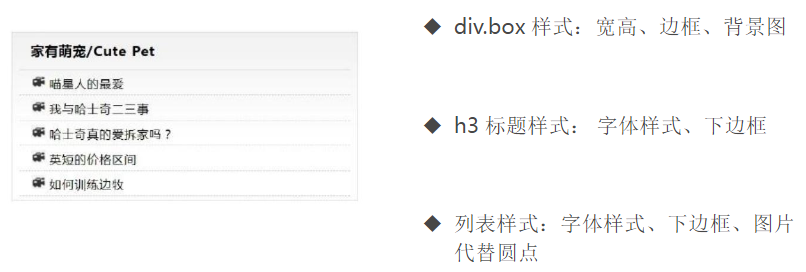 家有萌宠/Cute Pet
喵星人的最爱
我与哈士奇二三事
哈士奇真的爱拆家吗？
英短的价格区间
如何训练边牧
◆ div.box 样式：宽高、边框、背景图
◆ h3 标题样式： 字体样式、下边框
◆ 列表样式：字体样式、下边框、图片
代替圆点